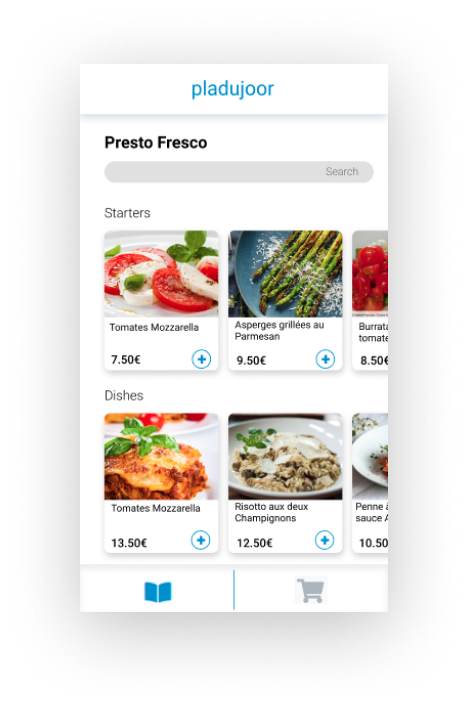 pladujoor
Presto Fresco
Search
Starters
Tomates Mozzarella
7.50€
Asperges grillées au
Parmesan
9.50€
Burrata
tomate
8.50€
Dishes
Tomates Mozzarella
13.50€
Risotto aux deux
Champignons
12.50€
Penne
sauce A
10.50